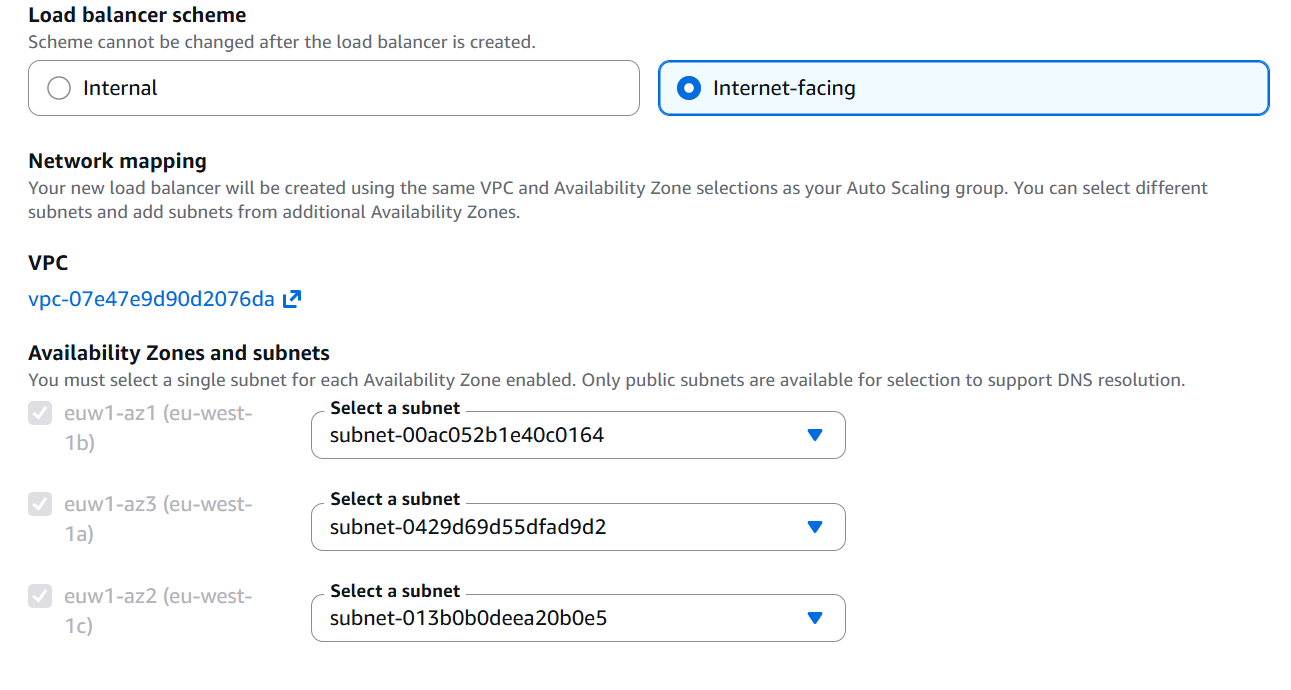 Load balancer scheme
Scheme cannot be changed after the load balancer is created.
Internal
Internet-facing
Network mapping
Your new load balancer will be created using the same VPC and Availability Zone selections as your Auto Scaling group. You can select different
subnets and add subnets from additional Availability Zones.
VPC
vpc-07e47e9d90d2076da
Availability Zones and subnets
You must select a single subnet for each Availability Zone enabled. Only public subnets are available for selection to support DNS resolution.
euw1-az1 (eu-west-
1b)
Select a subnet
subnet-00ac052b1e40c0164
euw1-az3 (eu-west-
1a)
Select a subnet
subnet-0429d69d55dfad9d2
euw1-az2 (eu-west-
1c)
Select a subnet
subnet-013b0b0deea20b0e5